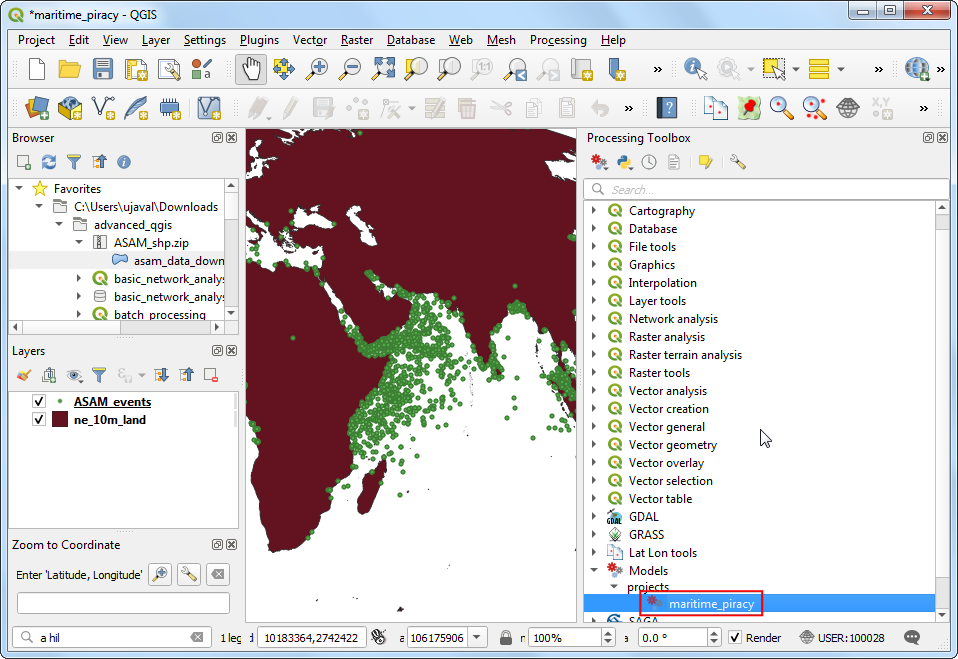 *maritime_piracy - QGIS
Project Edit View Layer Settings Plugins Vector Raster Database Web Mesh Processing Help
1:1
»
»
»
»
?
X,Y
»
Browser
Favorites
C:\Users\ujaval\Downloads
advanced_qgis
ASAM_shp.zip
asam_data_down
basic_network_analys
basic_network_analys
batch_processing
Layers
ASAM_events
ne_10m_land
Zoom to Coordinate
Enter 'Latitude, Longitude'
Processing Toolbox
Search...
Cartography
Database
File tools
Graphics
Interpolation
Layer tools
Network analysis
Raster analysis
Raster terrain analysis
Raster tools
Vector analysis
Vector creation
Vector general
Vector geometry
Vector overlay
Vector selection
Vector table
GDAL GDAL
GRASS
Lat Lon tools
Models
projects
maritime_piracy
SAGA
a hil 1 leg d 10183364,2742422 a 106175906 n 100% a 0.0 ° Render USER:100028